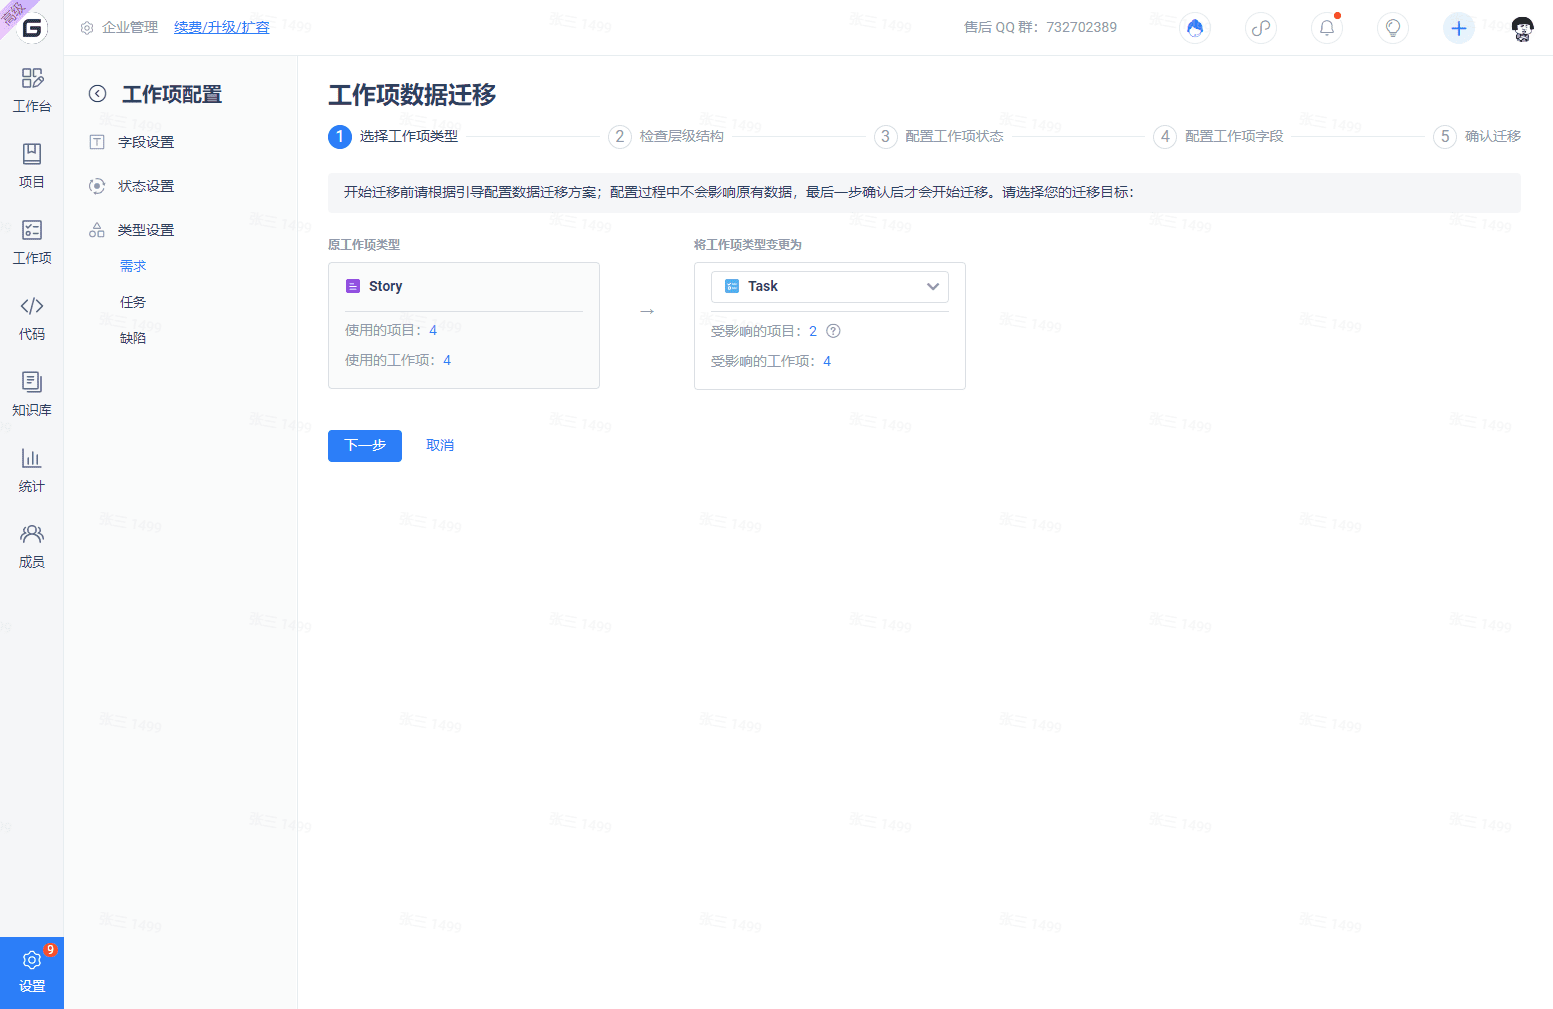 高级
企业管理 续费/升级/扩容 售后 QQ 群：732702389
工作台
项目
工作项
代码
知识库
统计
成员
9
设置
工作项配置
字段设置
状态设置
类型设置
需求
任务
缺陷
工作项数据迁移
1 选择工作项类型 2 检查层级结构 3 配置工作项状态 4 配置工作项字段 5 确认迁移
开始迁移前请根据引导配置数据迁移方案；配置过程中不会影响原有数据，最后一步确认后才会开始迁移。请选择您的迁移目标：
原工作项类型
Story
使用的项目：4
使用的工作项：4
→
将工作项类型变更为
Task
受影响的项目：2
受影响的工作项：4
下一步 取消
张三 1499